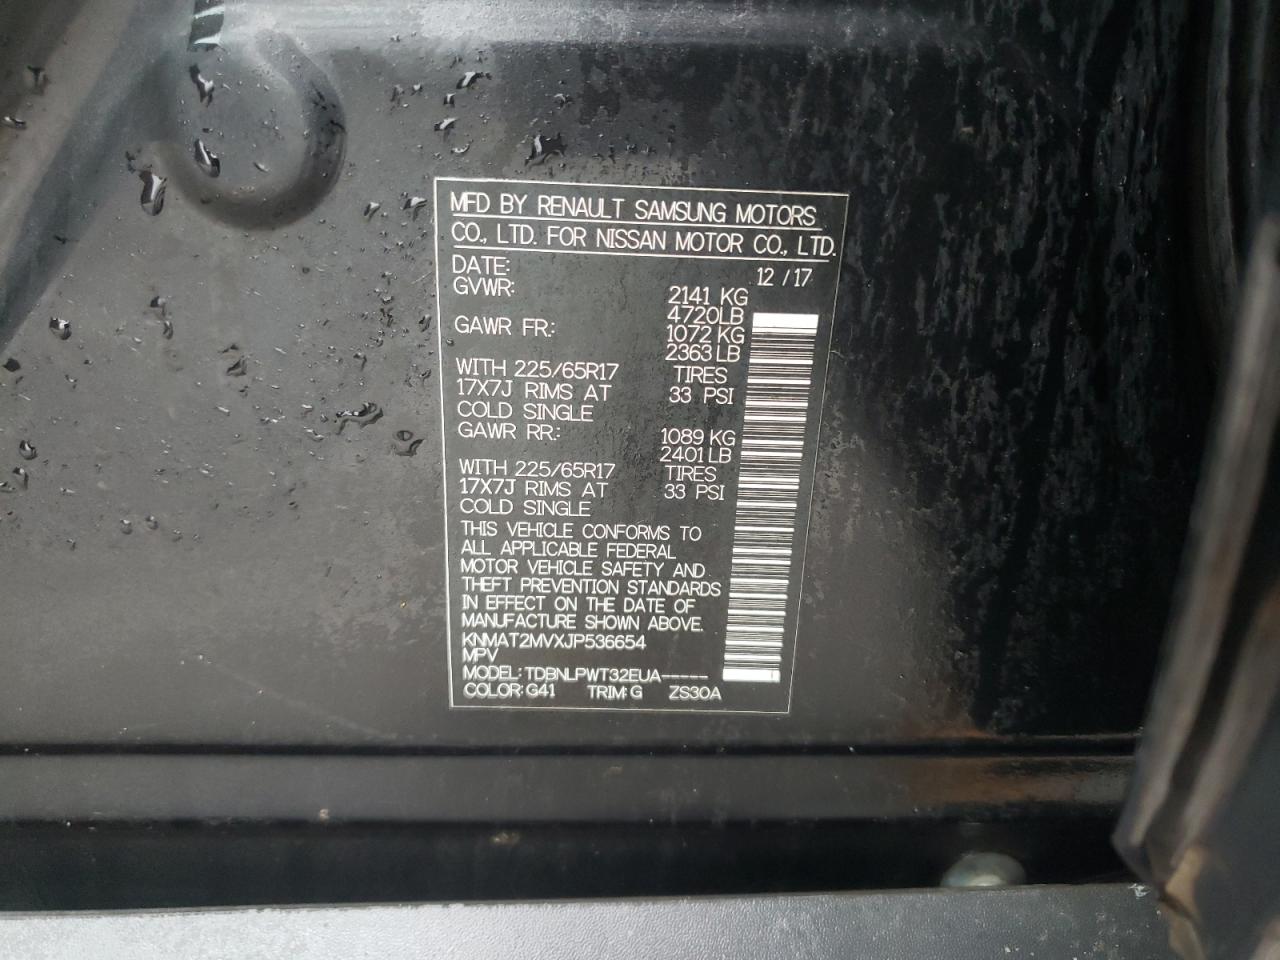 MFD BY RENAULT SAMSUNG MOTORS
CO., LTD. FOR NISSAN MOTOR CO., LTD.
DATE: 12 / 17
GVWR: 2141 KG
4720LB
GAWR FR: 1072 KG
2363LB
WITH 225/65R17 TIRES
17X7J RIMS AT 33 PSI
COLD SINGLE
GAWR RR: 1089 KG
2401LB
WITH 225/65R17 TIRES
17X7J RIMS AT 33 PSI
COLD SINGLE
THIS VEHICLE CONFORMS TO
ALL APPLICABLE FEDERAL
MOTOR VEHICLE SAFETY AND
THEFT PREVENTION STANDARDS
IN EFFECT ON THE DATE OF
MANUFACTURE SHOWN ABOVE.
KNMAT2MVXJP536654
MPV
MODEL: TDBNLPWT32EUA-----
COLOR: G41 TRIM: G ZS30A